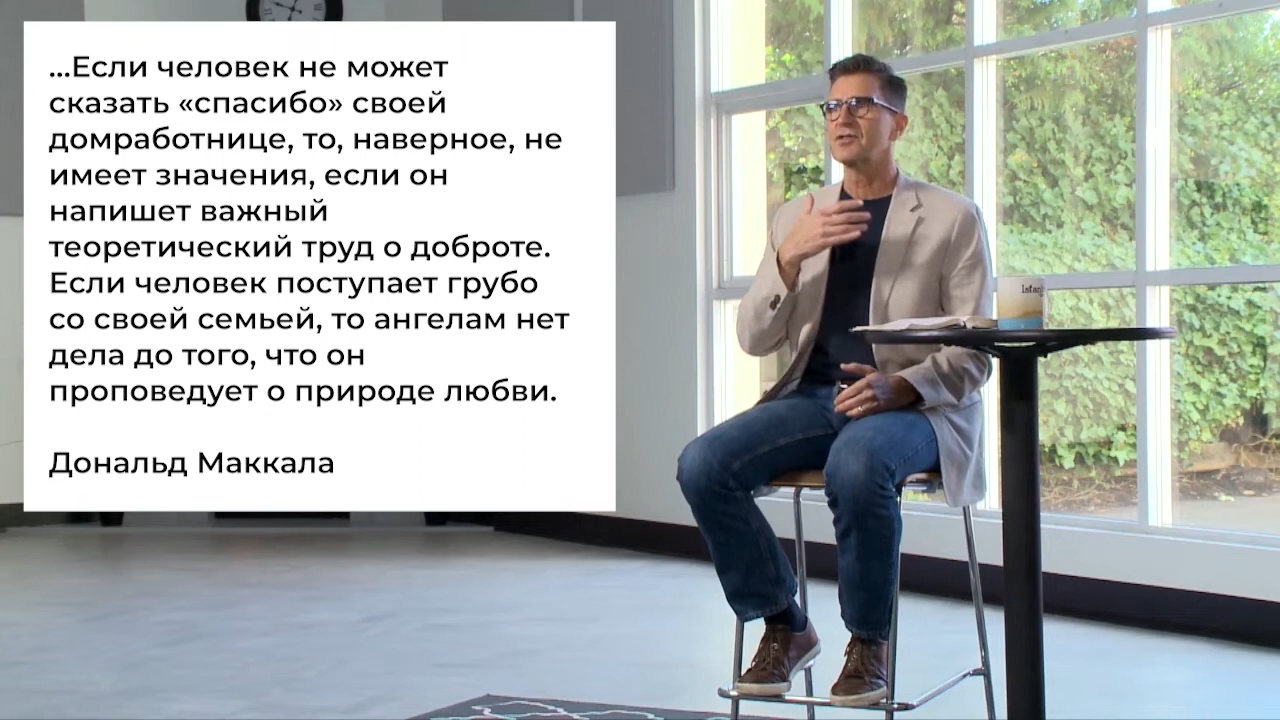 ...Если человек не может
сказать «спасибо» своей
домработнице, то, наверное, не
имеет значения, если он
напишет важный
теоретический труд о доброте.
Если человек поступает грубо
со своей семьей, то ангелам нет
дела до того, что он
проповедует о природе любви.
Дональд Маккала